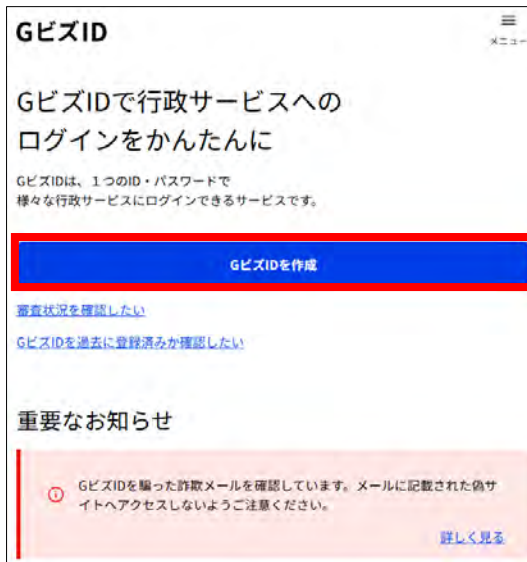 GビズID
メニュー
GビズIDで行政サービスへの
ログインをかんたんに
GビズIDは、1つのID・パスワードで
様々な行政サービスにログインできるサービスです。
GビズIDを作成
審査状況を確認したい
GビズIDを過去に登録済みか確認したい
重要なお知らせ
GビズIDを騙った詐欺メールを確認しています。メールに記載された偽サ
イトへアクセスしないようご注意ください。
詳しく見る